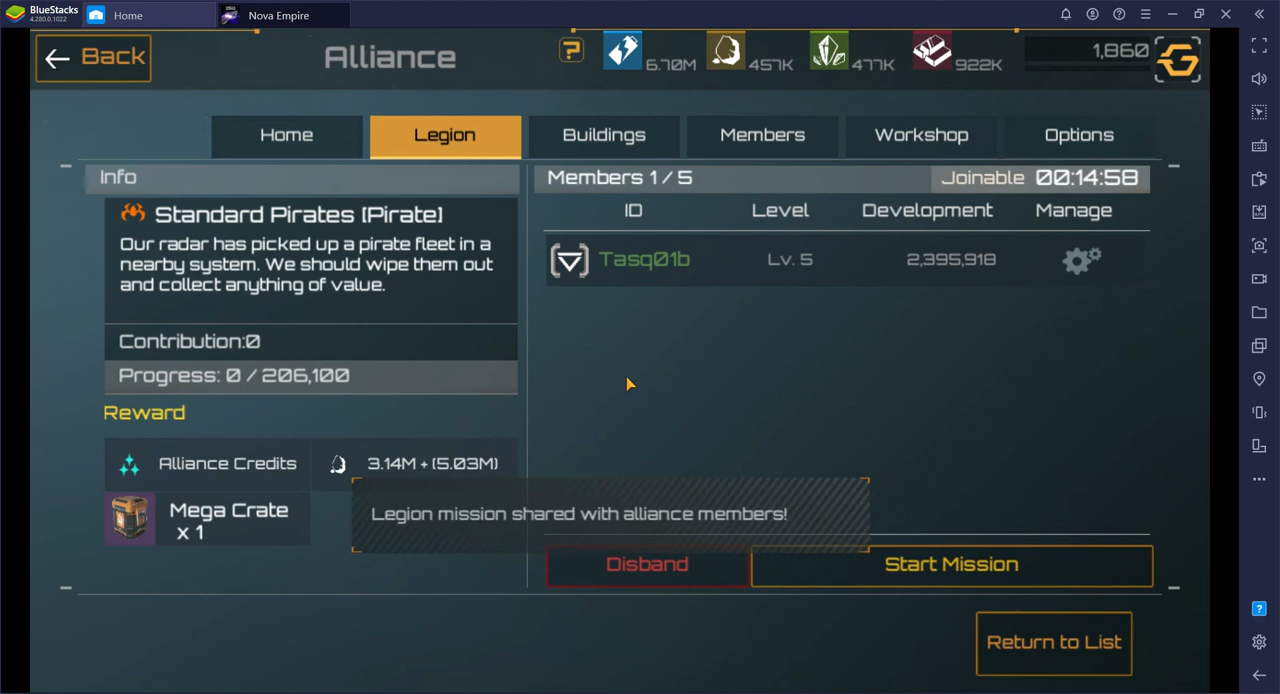 BlueStacks
4.280.0.1022
Home
Nova Empire
Back
Alliance
?
6.70M
457K
477K
922K
1,860
Home
Legion
Buildings
Members
Workshop
Options
Info
Standard Pirates [Pirate]
Our radar has picked up a pirate fleet in a
nearby system. We should wipe them out
and collect anything of value.
Contribution:0
Progress: 0 / 206,100
Reward
Alliance Credits
3.14M + (5.03M)
Mega Crate
x 1
Members 1 / 5
Joinable 00:14:58
ID Level Development Manage
Tasq01b Lv. 5 2,395,918
Legion mission shared with alliance members!
Disband
Start Mission
Return to List